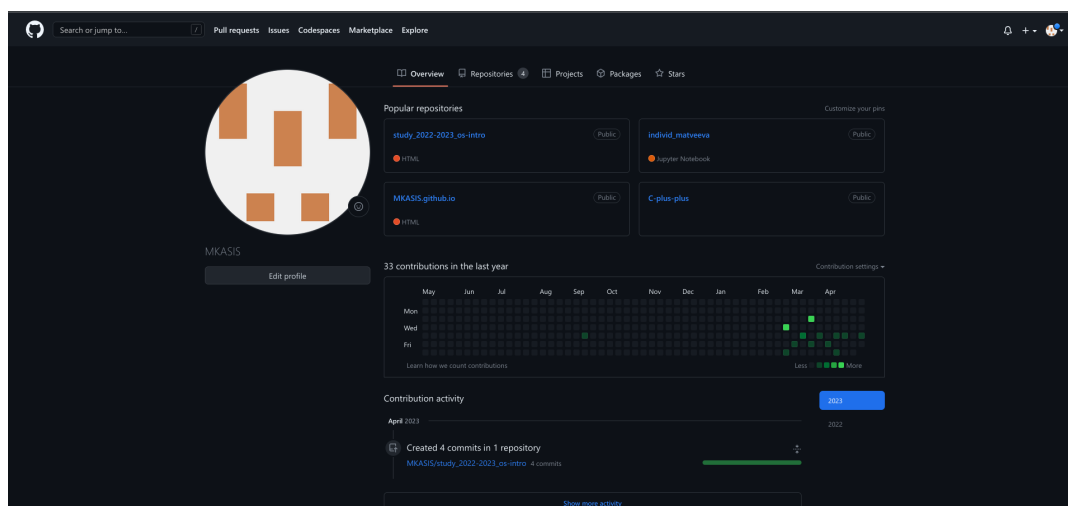 Search or jump to... /
Pull requests Issues Codespaces Marketplace Explore
Overview Repositories 4 Projects Packages Stars
Popular repositories Customize your pins
study_2022-2023_os-intro Public
HTML
individ_matveeva Public
Jupyter Notebook
MKASIS.github.io Public
HTML
C-plus-plus Public
MKASIS
Edit profile
33 contributions in the last year Contribution settings
May Jun Jul Aug Sep Oct Nov Dec Jan Feb Mar Apr
Mon
Wed
Fri
Learn how we count contributions Less More
Contribution activity
2023
2022
April 2023
Created 4 commits in 1 repository
MKASIS/study_2022-2023_os-intro 4 commits
Show more activity